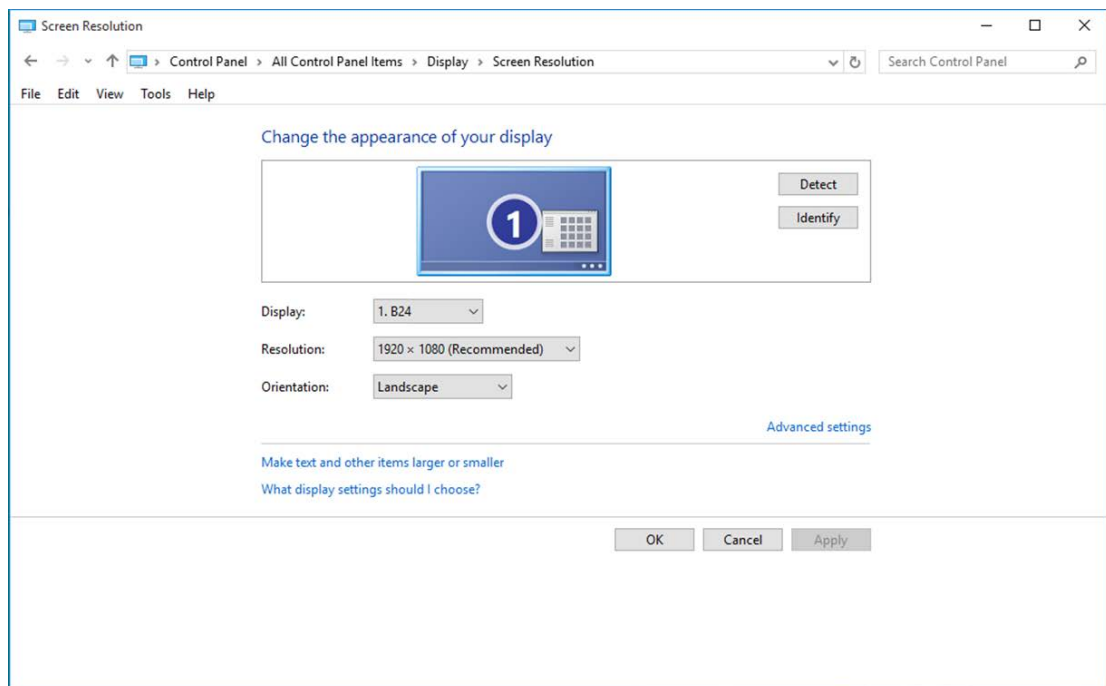 Screen Resolution
Control Panel > All Control Panel Items > Display > Screen Resolution
Search Control Panel
File Edit View Tools Help
Change the appearance of your display
1
Detect
Identify
Display: 1. B24
Resolution: 1920 × 1080 (Recommended)
Orientation: Landscape
Advanced settings
Make text and other items larger or smaller
What display settings should I choose?
OK Cancel Apply